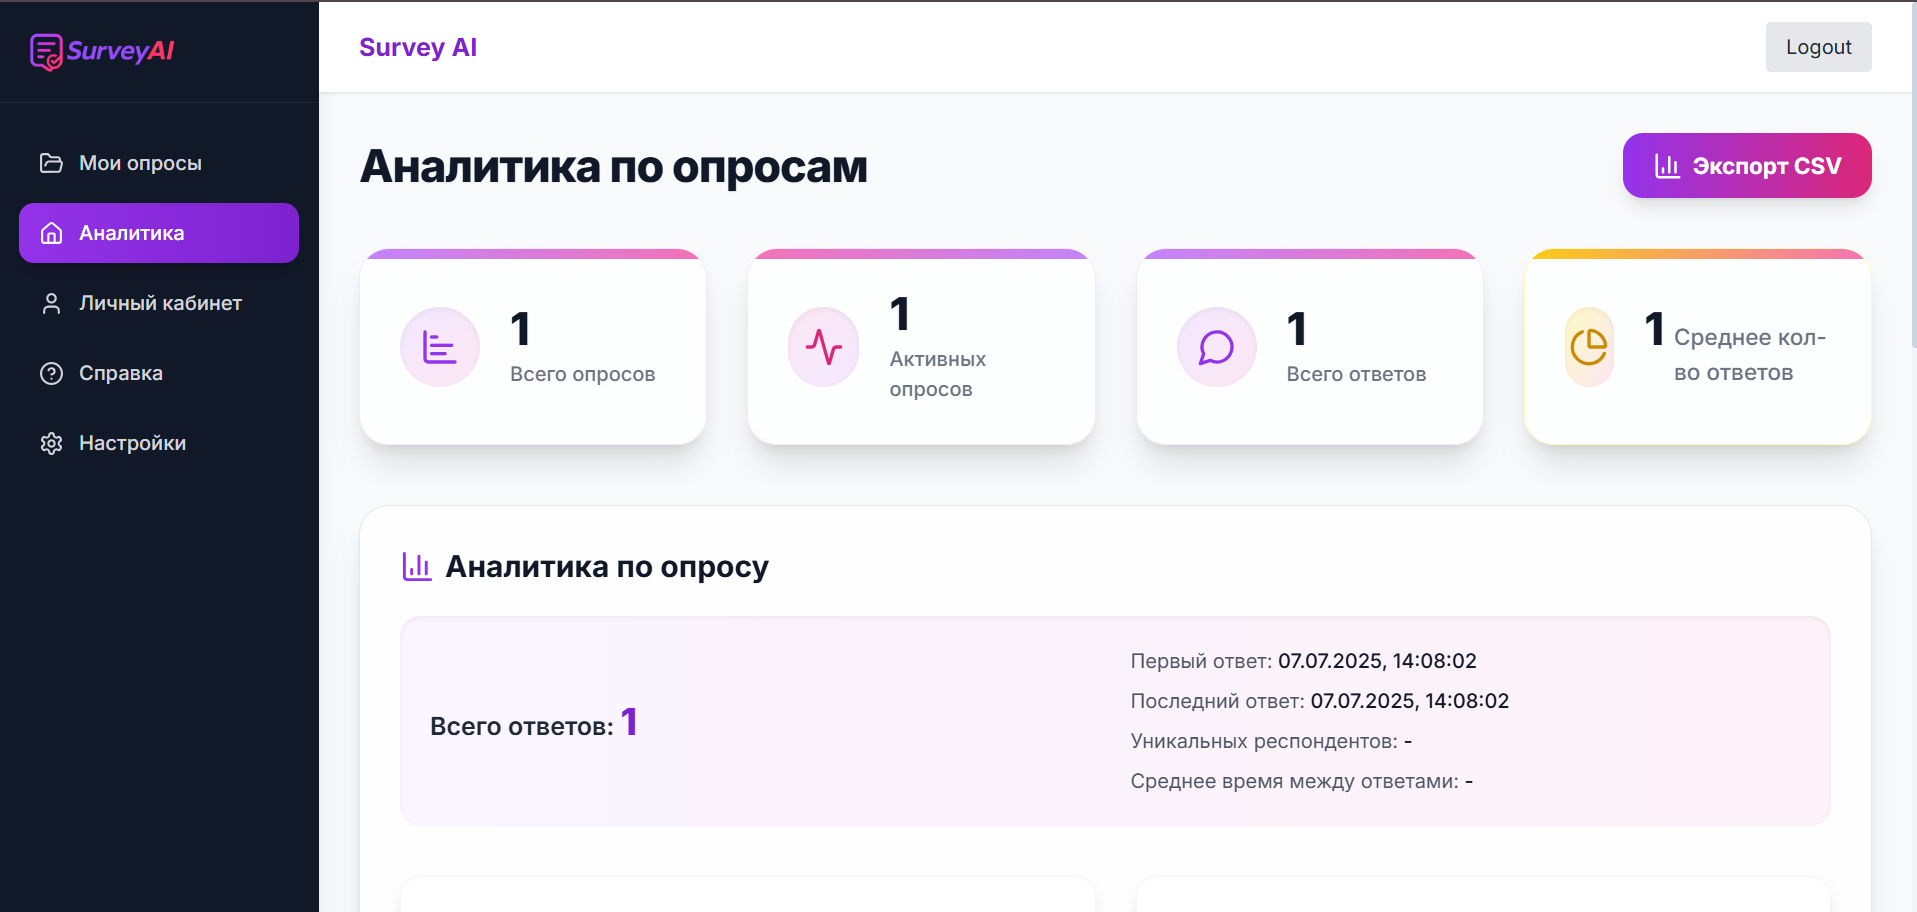 SurveyAI
Survey AI
Logout
Мои опросы
Аналитика
Личный кабинет
Справка
Настройки
Аналитика по опросам
Экспорт CSV
1
Всего опросов
1
Активных
опросов
1
Всего ответов
1 Среднее кол-
во ответов
Аналитика по опросу
Всего ответов: 1
Первый ответ: 07.07.2025, 14:08:02
Последний ответ: 07.07.2025, 14:08:02
Уникальных респондентов: -
Среднее время между ответами: -